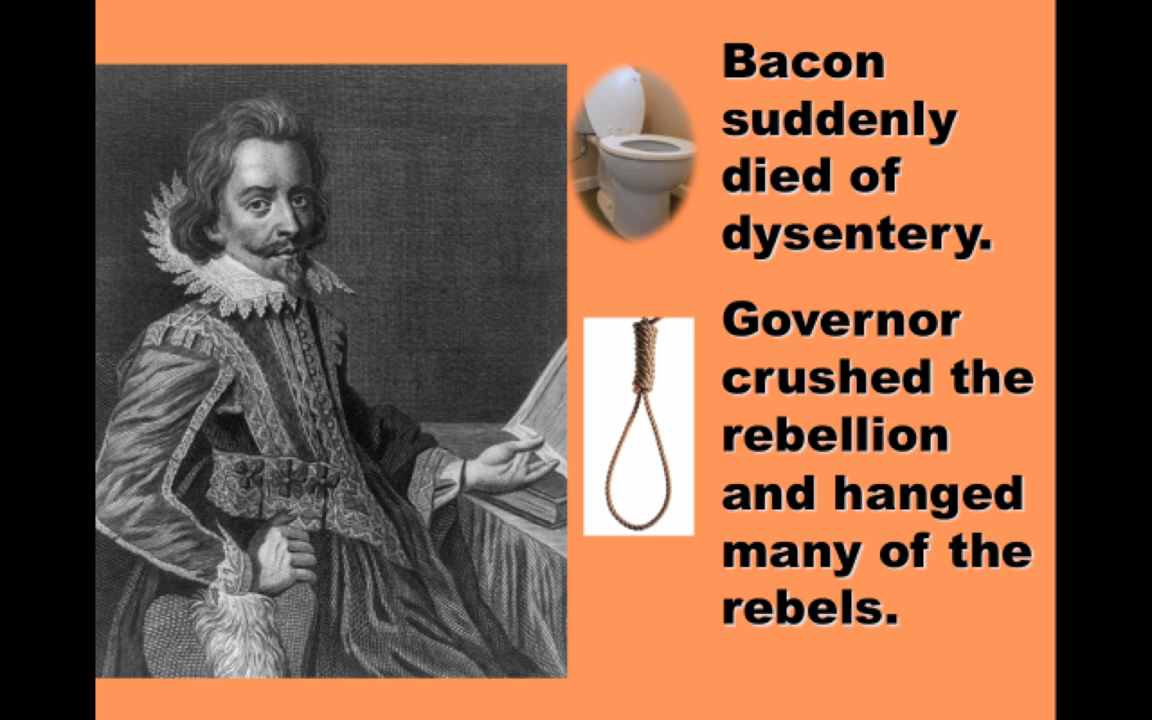 Bacon
suddenly
died of
dysentery.
Governor
crushed the
rebellion
and hanged
many of the
rebels.